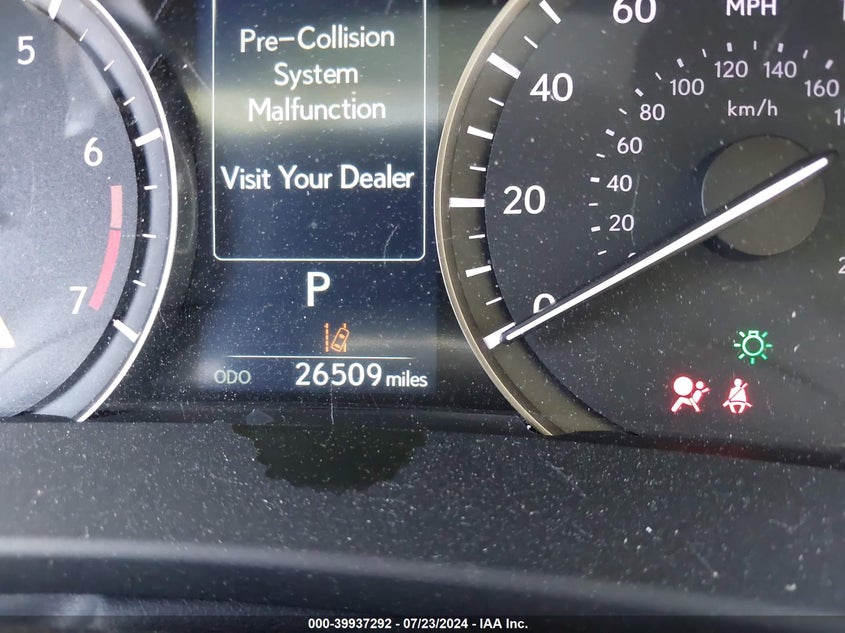 5
6
7
Pre-Collision
System
Malfunction
Visit Your Dealer
P
ODO 26509 miles
60 MPH
40
20
0
20
40
60
80
100
120
140
160
km/h
000-39937292 - 07/23/2024 - IAA Inc.